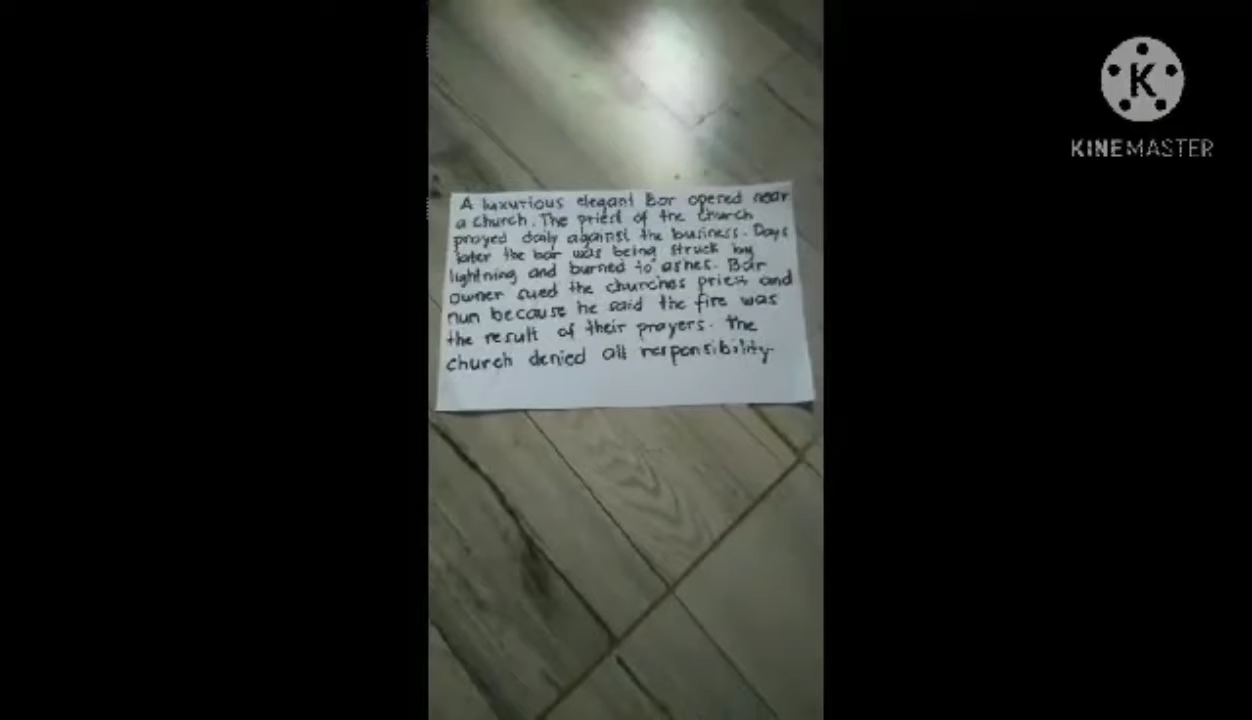 A luxurious elegant Bar opened near
a church. The priest of the church
prayed daily against the business. Days
later the bar was being struck by
lightning and burned to ashes. Bar
owner sued the churches priest and
nun because he said the fire was
the result of their prayers. The
church denied all responsibility.
K
KINEMASTER